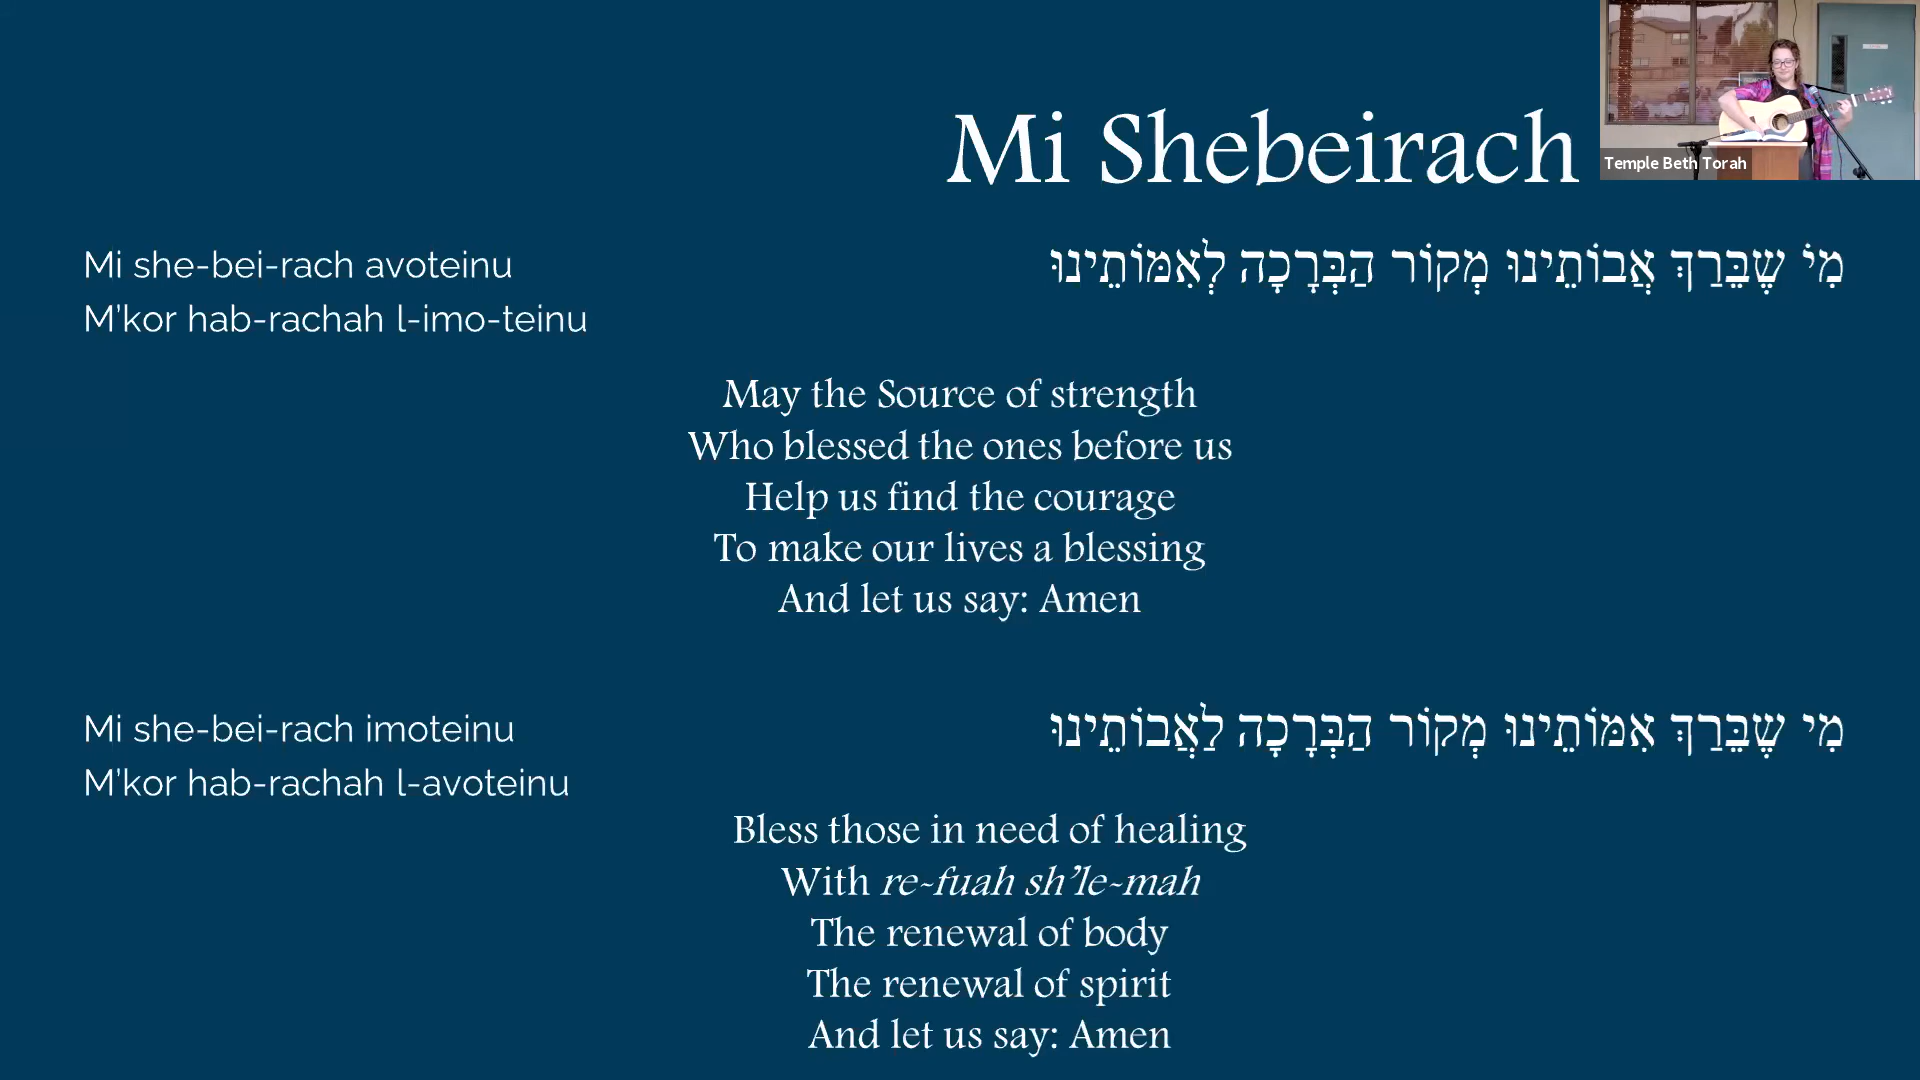 Mi Shebeirach
Temple Beth Torah
Mi she-bei-rach avoteinu
M'kor hab-rachah l-imo-teinu
מִי שֶׁבֵּרַךְ אֲבוֹתֵינוּ מְקוֹר הַבְּרָכָה לְאִמּוֹתֵינוּ
May the Source of strength
Who blessed the ones before us
Help us find the courage
To make our lives a blessing
And let us say: Amen
Mi she-bei-rach imoteinu
M'kor hab-rachah l-avoteinu
מִי שֶׁבֵּרַךְ אִמּוֹתֵינוּ מְקוֹר הַבְּרָכָה לַאֲבוֹתֵינוּ
Bless those in need of healing
With re-fuah sh'le-mah
The renewal of body
The renewal of spirit
And let us say: Amen